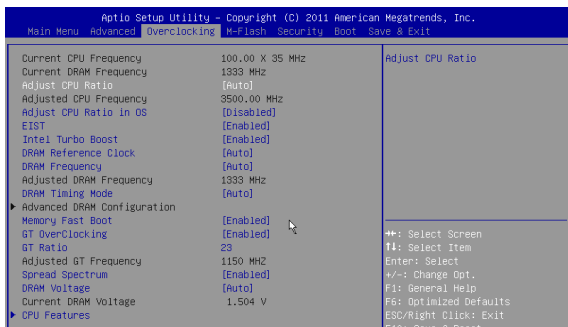 Aptio Setup Utility – Copyright (C) 2011 American Megatrends, Inc.
Main Menu Advanced Overclocking M-Flash Security Boot Save & Exit
Current CPU Frequency 100.00 X 35 MHz
Adjust CPU Ratio
Current DRAM Frequency 1333 MHz
Adjust CPU Ratio [Auto]
Adjusted CPU Frequency 3500.00 MHz
Adjust CPU Ratio in OS [Disabled]
EIST [Enabled]
Intel Turbo Boost [Enabled]
DRAM Reference Clock [Auto]
DRAM Frequency [Auto]
Adjusted DRAM Frequency 1333 MHz
DRAM Timing Mode [Auto]
Advanced DRAM Configuration
Memory Fast Boot [Enabled]
GT OverClocking [Enabled]
→←: Select Screen
GT Ratio 23
↑↓: Select Item
Adjusted GT Frequency 1150 MHZ
Enter: Select
Spread Spectrum [Enabled]
+/-: Change Opt.
DRAM Voltage [Auto]
F1: General Help
Current DRAM Voltage 1.504 V
F6: Optimized Defaults
CPU Features
ESC/Right Click: Exit